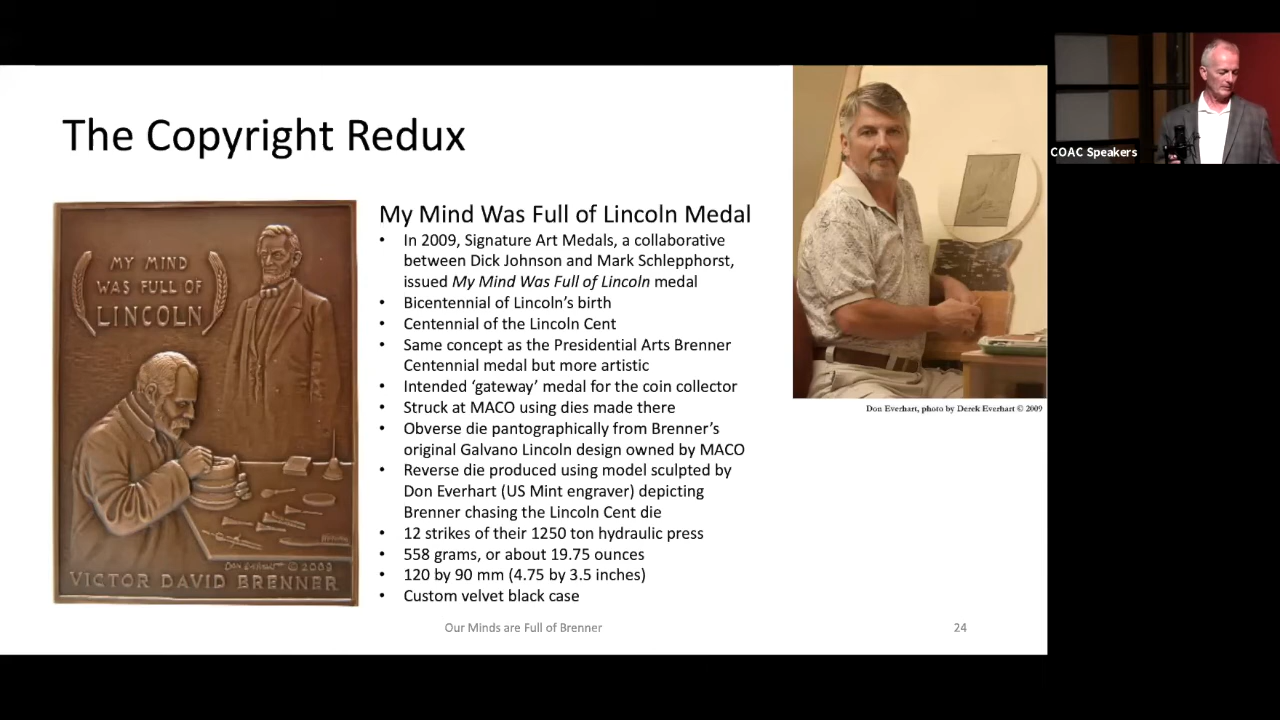 The Copyright Redux
COAC Speakers
MY MIND
WAS FULL OF
LINCOLN
DON EVERHART © 2009
VICTOR DAVID BRENNER
My Mind Was Full of Lincoln Medal
• In 2009, Signature Art Medals, a collaborative
between Dick Johnson and Mark Schlepphorst,
issued My Mind Was Full of Lincoln medal
• Bicentennial of Lincoln's birth
• Centennial of the Lincoln Cent
• Same concept as the Presidential Arts Brenner
Centennial medal but more artistic
• Intended 'gateway' medal for the coin collector
• Struck at MACO using dies made there
• Obverse die pantographically from Brenner's
original Galvano Lincoln design owned by MACO
• Reverse die produced using model sculpted by
Don Everhart (US Mint engraver) depicting
Brenner chasing the Lincoln Cent die
• 12 strikes of their 1250 ton hydraulic press
• 558 grams, or about 19.75 ounces
• 120 by 90 mm (4.75 by 3.5 inches)
• Custom velvet black case
Don Everhart, photo by Derek Everhart © 2009
Our Minds are Full of Brenner
24